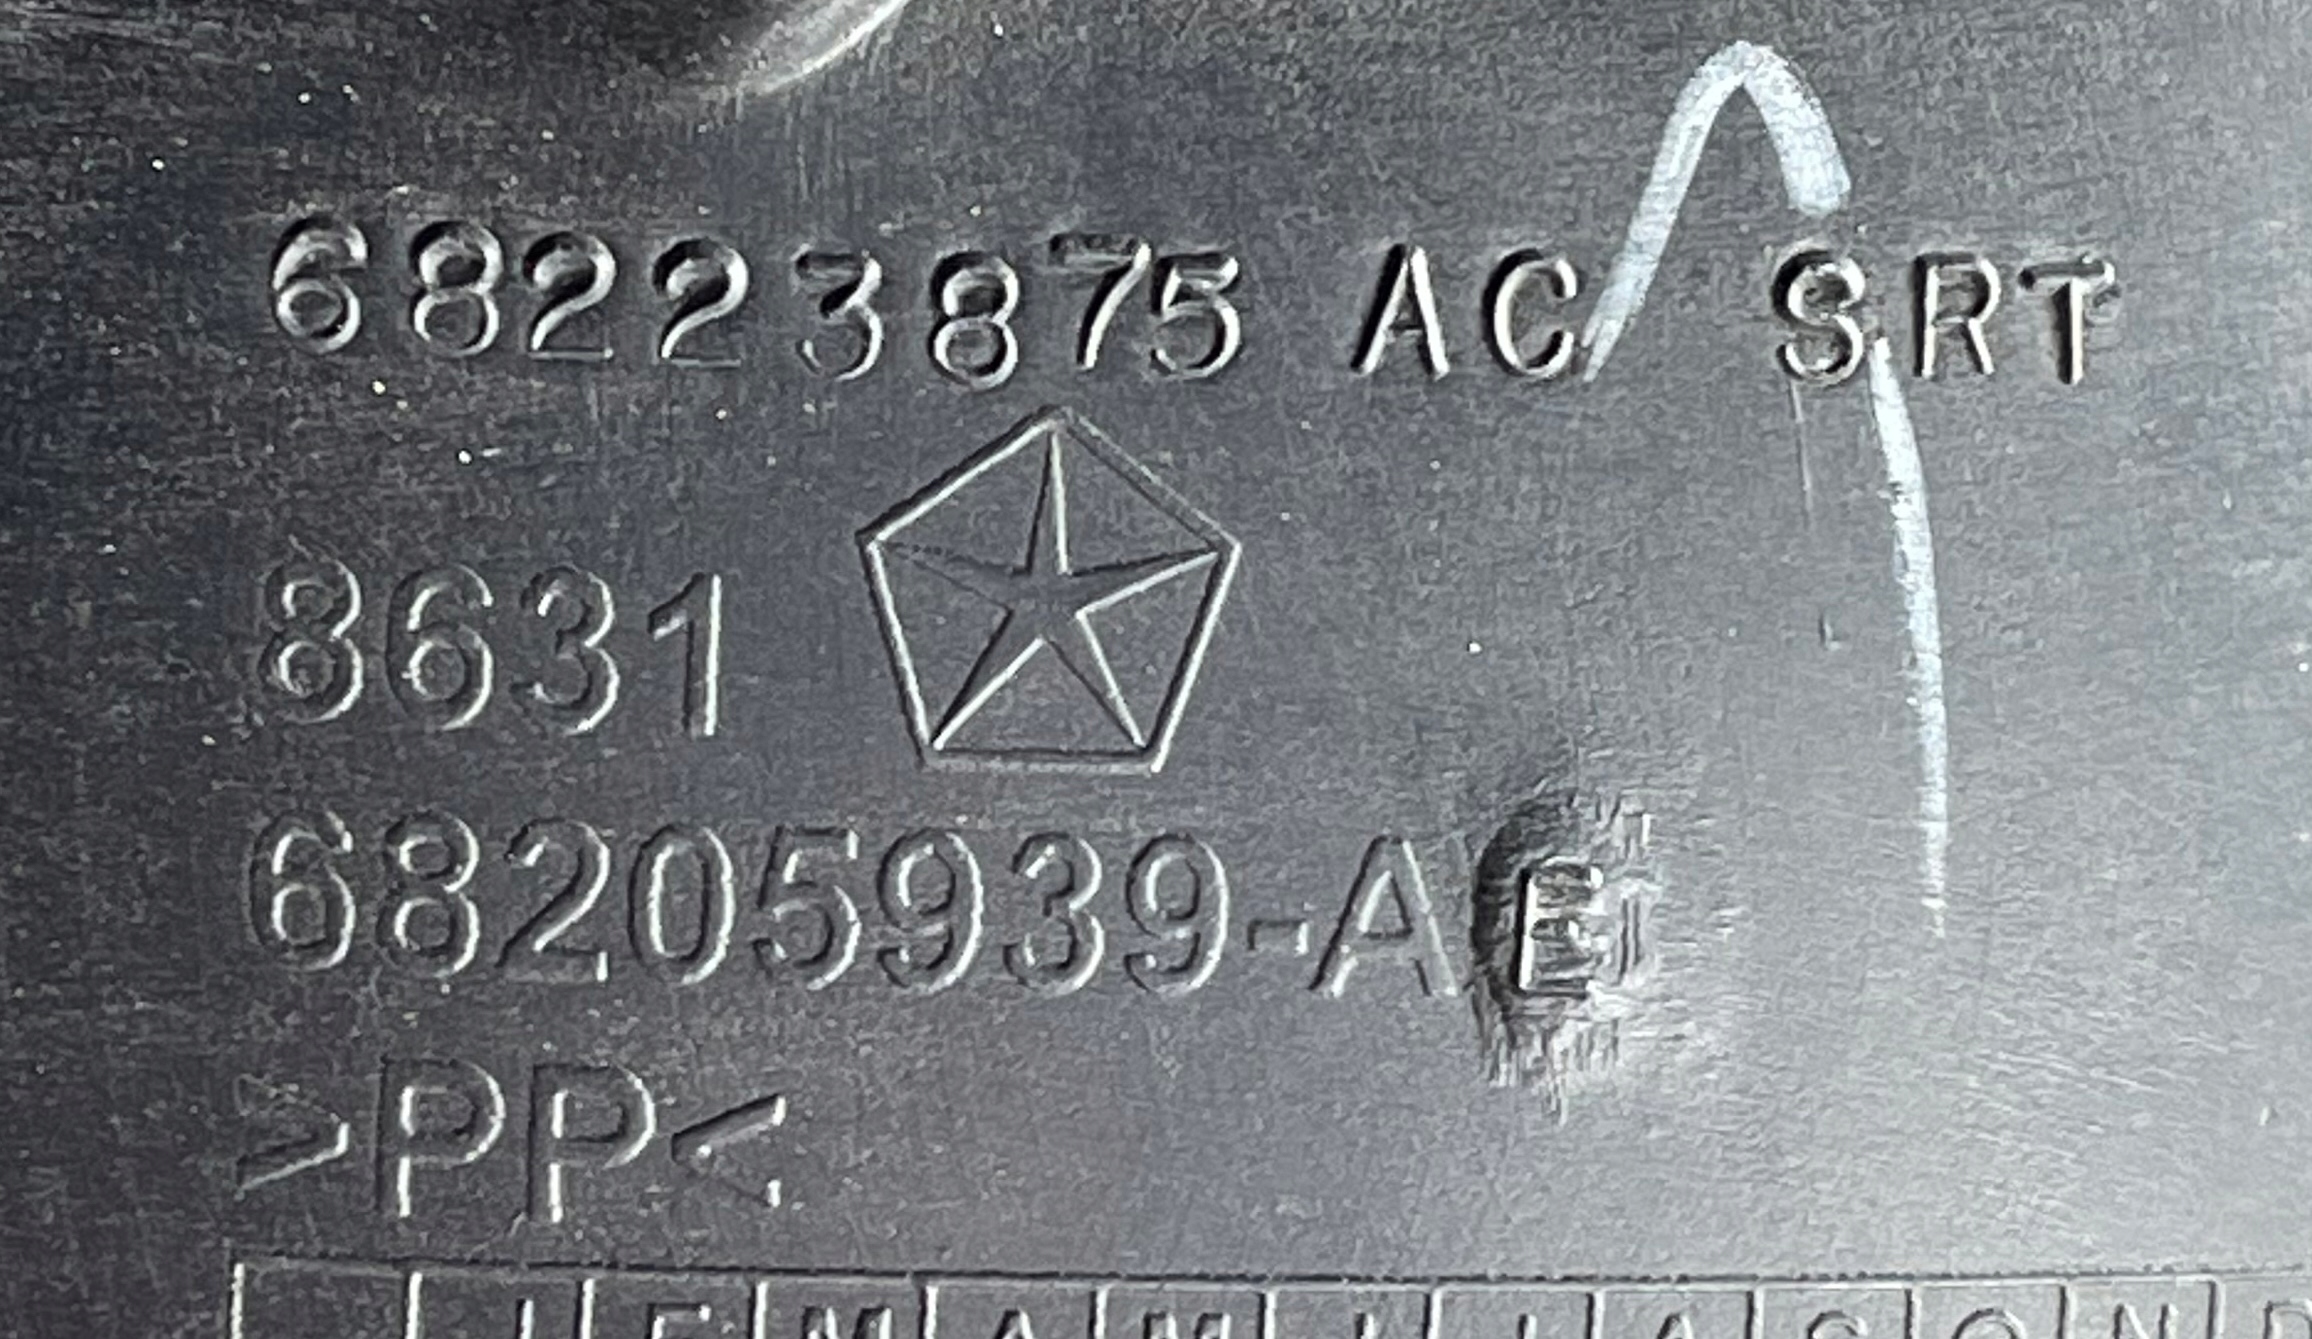 68223875 AC SRT
8631
68205939-AE
>PP<
J F M A M J J A S O N D